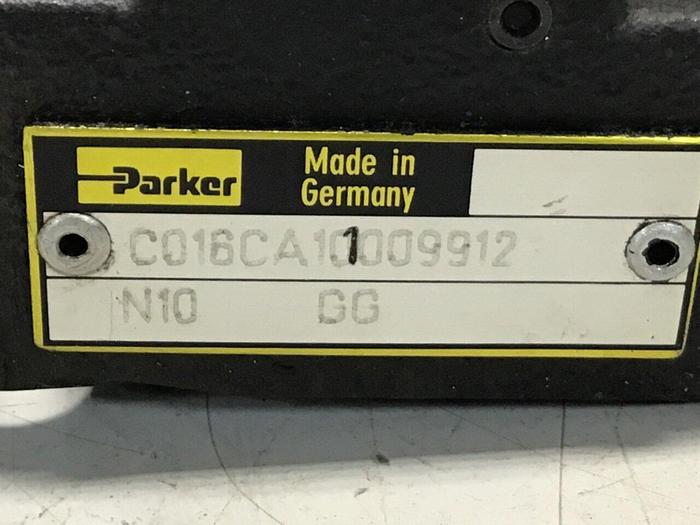 Parker
Made in
Germany
C016CA10009912
1
N10 GG